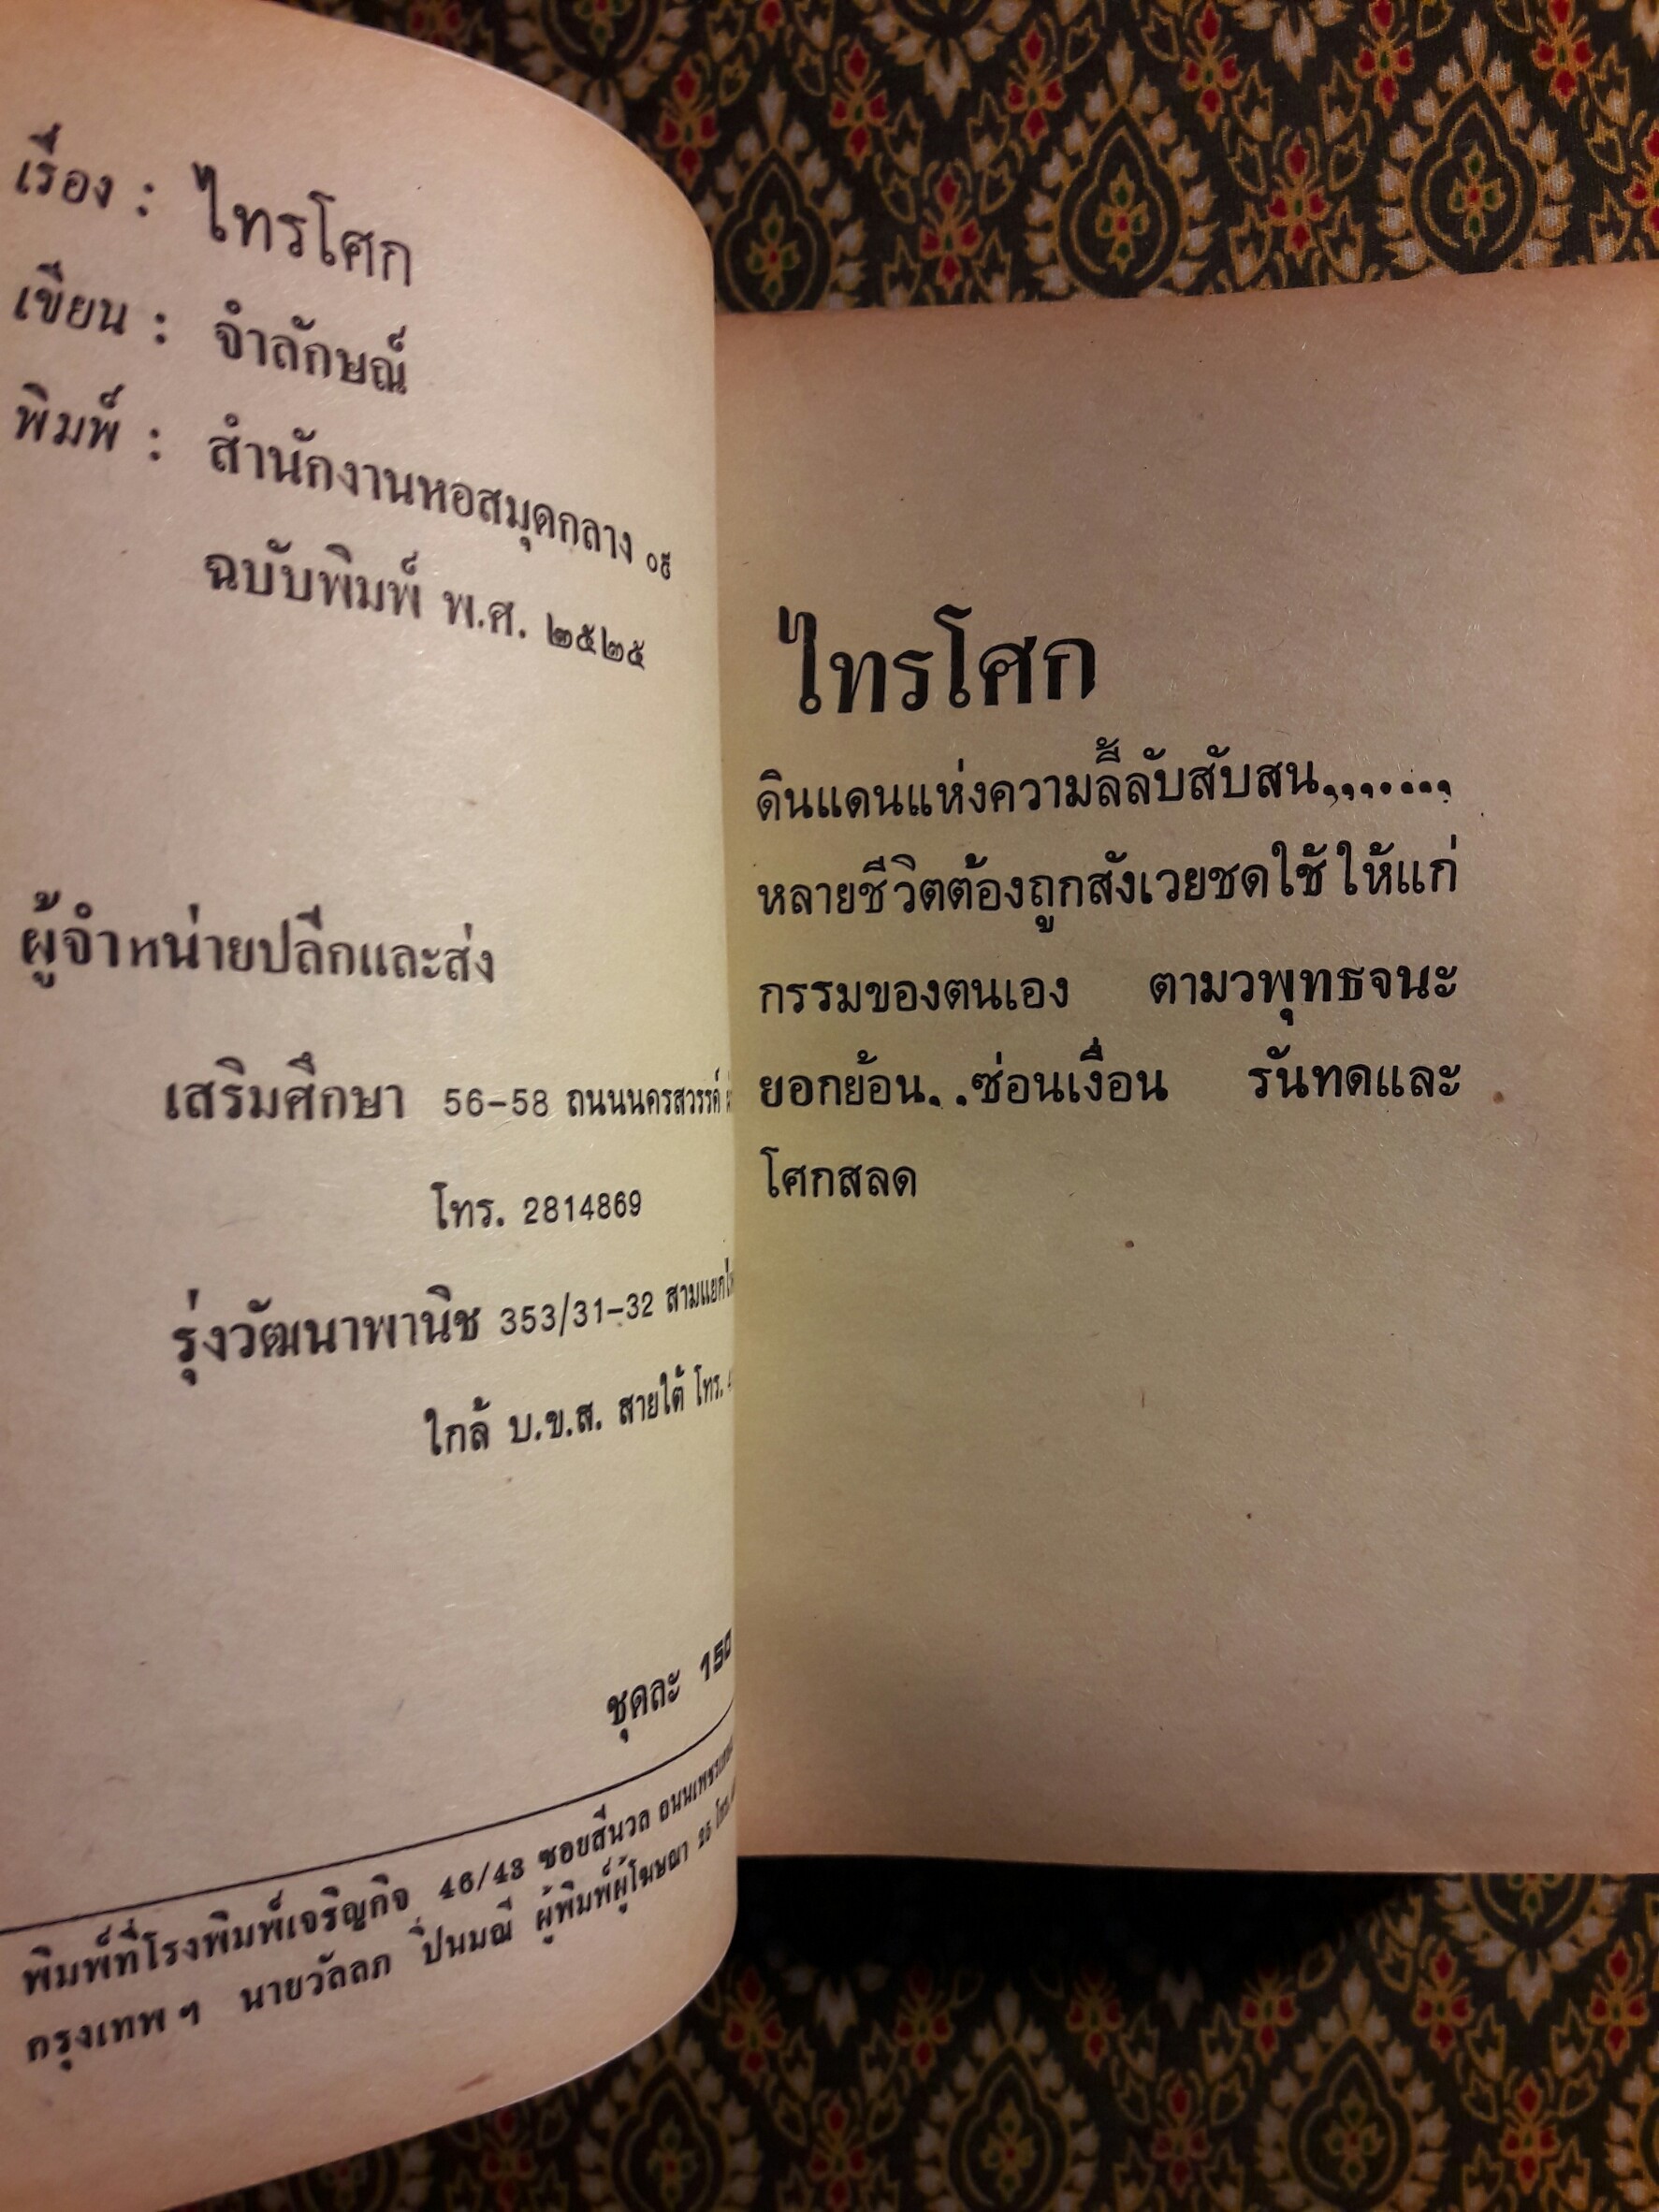 เรื่อง : ไทรโศก
เขียน : จำลักษณ์
พิมพ์ : สำนักงานหอสมุดกลาง ๐๙
ฉบับพิมพ์ พ.ศ. ๒๕๒๕
ผู้จำหน่ายปลีกและส่ง
เสริมศึกษา 56-58 ถนนนครสวรรค์
โทร. 2814869
รุ่งวัฒนาพานิช 353/31-32 สามแยก
ใกล้ บ.ข.ส. สายใต้ โทร.
ชุดละ 150
พิมพ์ที่โรงพิมพ์เจริญกิจ 46/43 ซอยสีนวล
กรุงเทพ ฯ นายวัลลภ ปิ่นมณี ผู้พิมพ์ผู้โฆษณา 25
ไทรโศก
ดินแดนแห่งความลี้ลับสับสน........
หลายชีวิตต้องถูกสังเวยชดใช้ ให้แก่
กรรมของตนเอง ตามวพุทธจนะ
ยอกย้อน..ซ่อนเงื่อน รันทดและ
โศกสลด